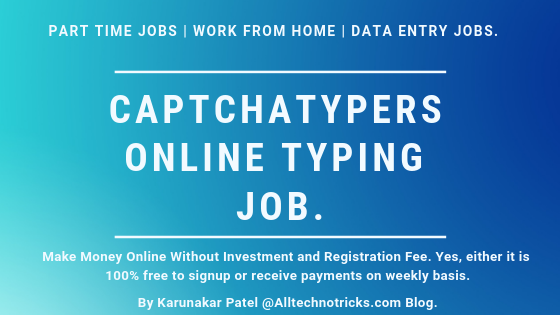 PART TIME JOBS | WORK FROM HOME | DATA ENTRY JOBS.
CAPTCHATYPERS
ONLINE TYPING
JOB.
Make Money Online Without Investment and Registration Fee. Yes, either it is
100% free to signup or receive payments on weekly basis.
By Karunakar Patel @Alltechnotricks.com Blog.